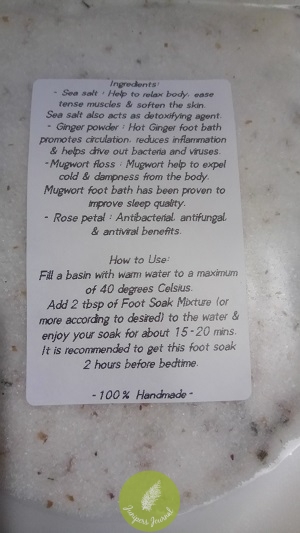 Ingredients:
- Sea salt : Help to relax body, ease
tense muscles & soften the skin.
Sea salt also acts as detoxifying agent.
- Ginger powder : Hot Ginger foot bath
promotes circulation, reduces inflammation
& helps drive out bacteria and viruses.
-Mugwort floss : Mugwort help to expel
cold & dampness from the body.
Mugwort foot bath has been proven to
improve sleep quality.
- Rose petal : Antibacterial, antifungal,
& antiviral benefits.
How to Use:
Fill a basin with warm water to a maximum
of 40 degrees Celsius.
Add 2 tbsp of Foot Soak Mixture (or
more according to desired) to the water &
enjoy your soak for about 15-20 mins.
It is recommended to get this foot soak
2 hours before bedtime.
~100% Handmade~
Junipers Journal